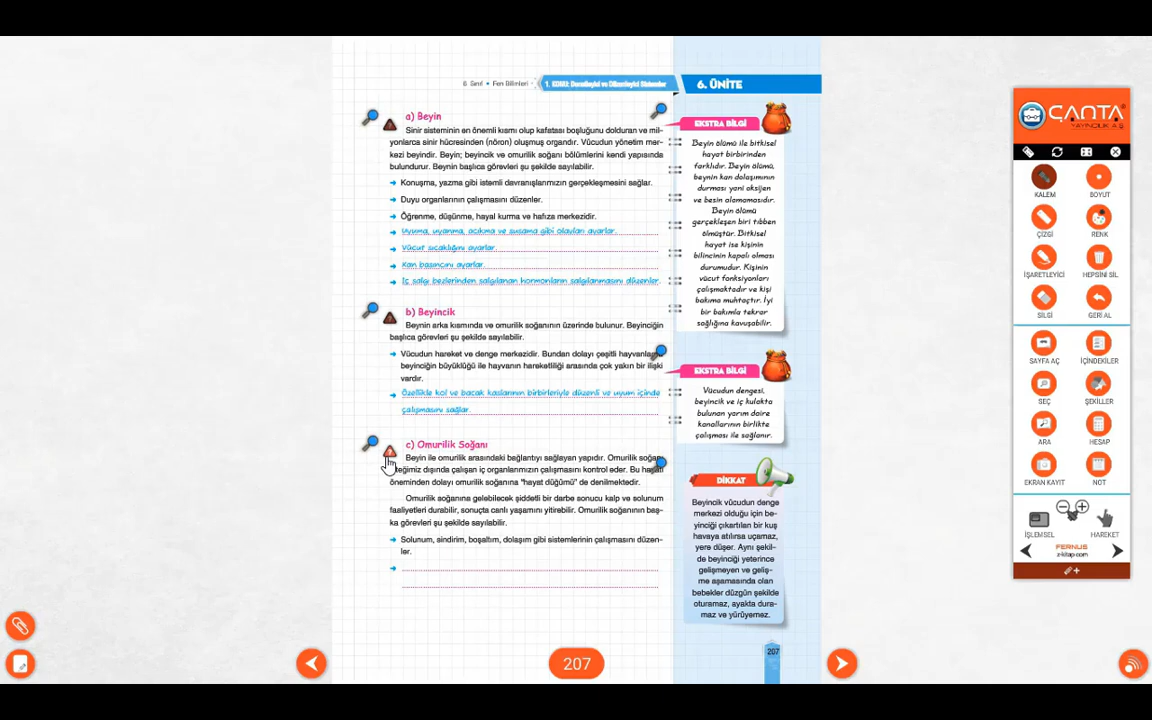 6. Sınıf • Fen Bilimleri
1. KONU: Denetleyici ve Düzenleyici Sistemler
6. ÜNİTE
a) Beyin
Sinir sisteminin en önemli kısmı olup kafatası boşluğunu dolduran ve mil-
yonlarca sinir hücresinden (nöron) oluşmuş organdır. Vücudun yönetim mer-
kezi beyindir. Beyin; beyincik ve omurilik soğanı bölümlerini kendi yapısında
bulundurur. Beynin başlıca görevleri şu şekilde sayılabilir.
Konuşma, yazma gibi istemli davranışlarımızın gerçekleşmesini sağlar.
Duyu organlarının çalışmasını düzenler.
Öğrenme, düşünme, hayal kurma ve hafıza merkezidir.
Uyuma, uyanma, acıkma ve susama gibi olayları ayarlar.
Vücut sıcaklığını ayarlar.
Kan basıncını ayarlar.
İç salgı bezlerinden salgılanan hormonların salgılanmasını düzenler.
b) Beyincik
Beynin arka kısmında ve omurilik soğanının üzerinde bulunur. Beyinciğin
başlıca görevleri şu şekilde sayılabilir.
Vücudun hareket ve denge merkezidir. Bundan dolayı çeşitli hayvanlarda
beyinciğin büyüklüğü ile hayvanın hareketliliği arasında çok yakın bir ilişki
vardır.
Özellikle kol ve bacak kaslarının birbirleriyle düzenli ve uyum içinde
çalışmasını sağlar.
c) Omurilik Soğanı
Beyin ile omurilik arasındaki bağlantıyı sağlayan yapıdır. Omurilik soğanı
isteğimiz dışında çalışan iç organlarımızın çalışmasını kontrol eder. Bu hayati
öneminden dolayı omurilik soğanına “hayat düğümü” de denilmektedir.
Omurilik soğanına gelebilecek şiddetli bir darbe sonucu kalp ve solunum
faaliyetleri durabilir, sonuçta canlı yaşamını yitirebilir. Omurilik soğanının baş-
ka görevleri şu şekilde sayılabilir.
Solunum, sindirim, boşaltım, dolaşım gibi sistemlerinin çalışmasını düzen-
ler.
EKSTRA BİLGİ
Beyin ölümü ile bitkisel
hayat birbirinden
farklıdır. Beyin ölümü,
beynin kan dolaşımının
durması yani oksijen
ve besin alamamasıdır.
Beyin ölümü
gerçekleşen biri tıbben
ölmüştür. Bitkisel
hayat ise kişinin
bilincinin kapalı olması
durumudur. Kişinin
vücut fonksiyonları
çalışmaktadır ve kişi
bakıma muhtaçtır. İyi
bir bakımla tekrar
sağlığına kavuşabilir.
EKSTRA BİLGİ
Vücudun dengesi,
beyincik ve iç kulakta
bulunan yarım daire
kanallarının birlikte
çalışması ile sağlanır.
DİKKAT
Beyincik vücudun denge
merkezi olduğu için be-
yinciği çıkartılan bir kuş
havaya atılırsa uçamaz,
yere düşer. Aynı şekil-
de beyinciği yeterince
gelişmeyen ve geliş-
me aşamasında olan
bebekler düzgün şekilde
oturamaz, ayakta dura-
maz ve yürüyemez.
207
207
ÇANTA
YAYINCILIK A.Ş
KALEM
BOYUT
ÇİZGİ
RENK
İŞARETLEYİCİ
HEPSİNİ SİL
SİLGİ
GERİ AL
SAYFA AÇ
İÇİNDEKİLER
SEÇ
ŞEKİLLER
ARA
HESAP
EKRAN KAYIT
NOT
İŞLEMSEL
HAREKET
FERNUS
z-kitap.com